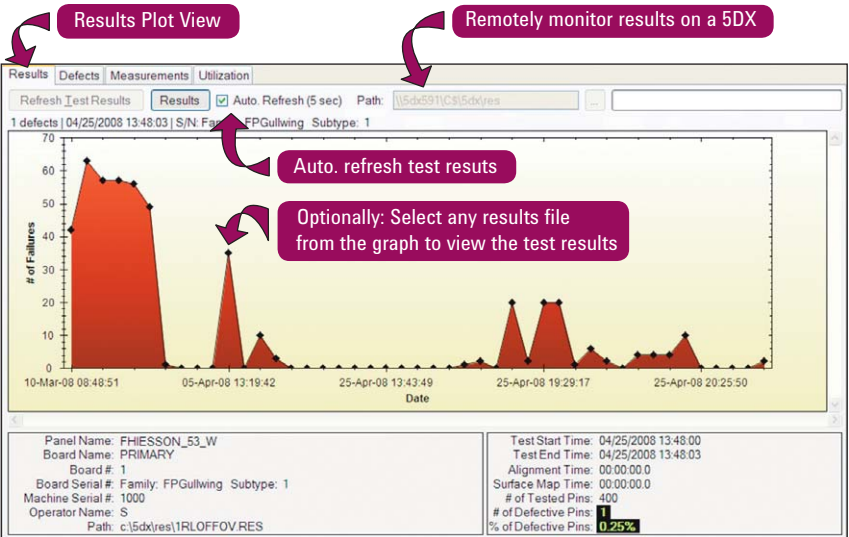 Results Plot View
Remotely monitor results on a 5DX
Results Defects Measurements Utilization
Refresh Test Results Results Auto. Refresh (5 sec) Path: \\5dx591\C$\5dx\res ...
1 defects | 04/25/2008 13:48:03 | S/N: Family: FPGullwing Subtype: 1
Auto. refresh test resuts
Optionally: Select any results file
from the graph to view the test results
# of Failures
70
60
50
40
30
20
10
0
10-Mar-08 08:48:51 05-Apr-08 13:19:42 25-Apr-08 13:43:49 25-Apr-08 19:29:17 25-Apr-08 20:25:50
Date
Panel Name: FHIESSON_53_W
Board Name: PRIMARY
Board #: 1
Board Serial #: Family: FPGullwing Subtype: 1
Machine Serial #: 1000
Operator Name: S
Path: c:\5dx\res\1RLOFFOV.RES
Test Start Time: 04/25/2008 13:48:00
Test End Time: 04/25/2008 13:48:03
Alignment Time: 00:00:00.0
Surface Map Time: 00:00:00.0
# of Tested Pins: 400
# of Defective Pins: 1
% of Defective Pins: 0.25%